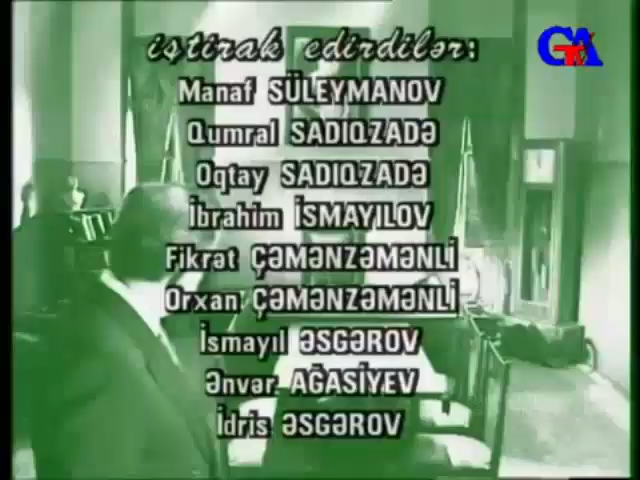 iştirak edirdilər:
GTA
Manaf SÜLEYMANOV
Qumral SADIQZADƏ
Oqtay SADIQZADƏ
İbrahim İSMAYILOV
Fikrət ÇƏMƏNZƏMƏNLİ
Orxan ÇƏMƏNZƏMƏNLİ
İsmayıl ƏSGƏROV
Ənvər AĞASİYEV
İdris ƏSGƏROV